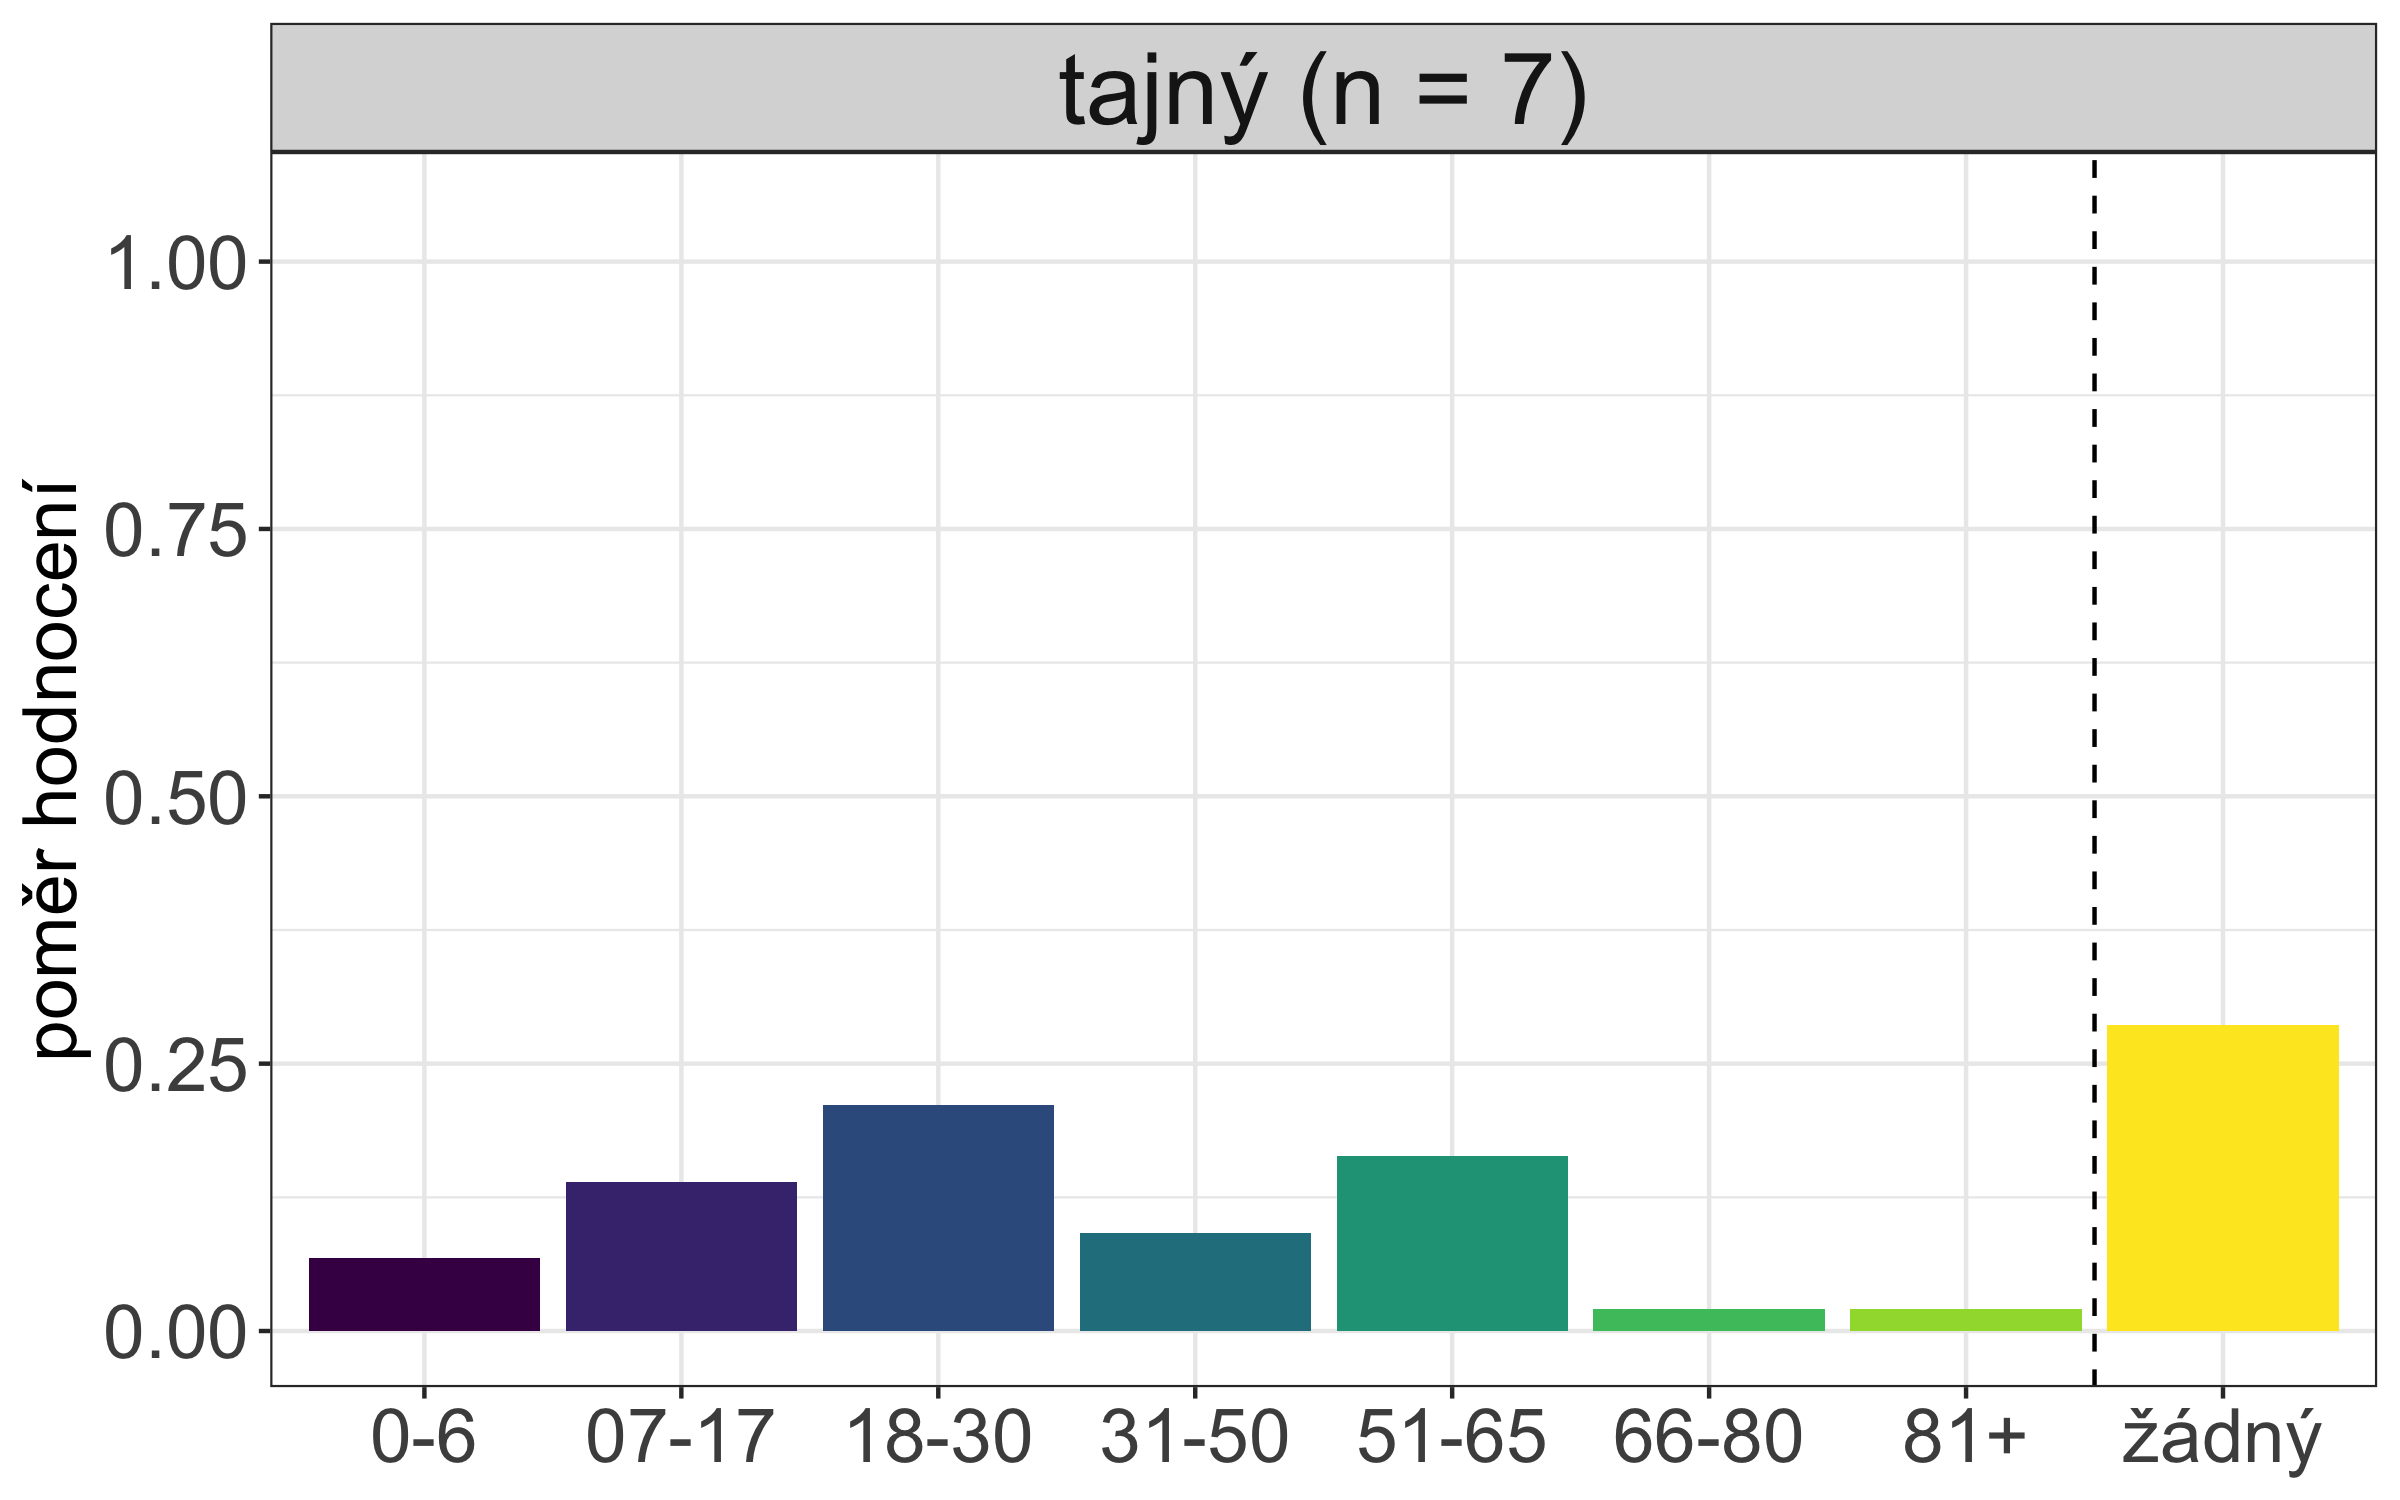 tajný (n = 7)
poměr hodnocení
1.00
0.75
0.50
0.25
0.00
0-6 07-17 18-30 31-50 51-65 66-80 81+ žádný